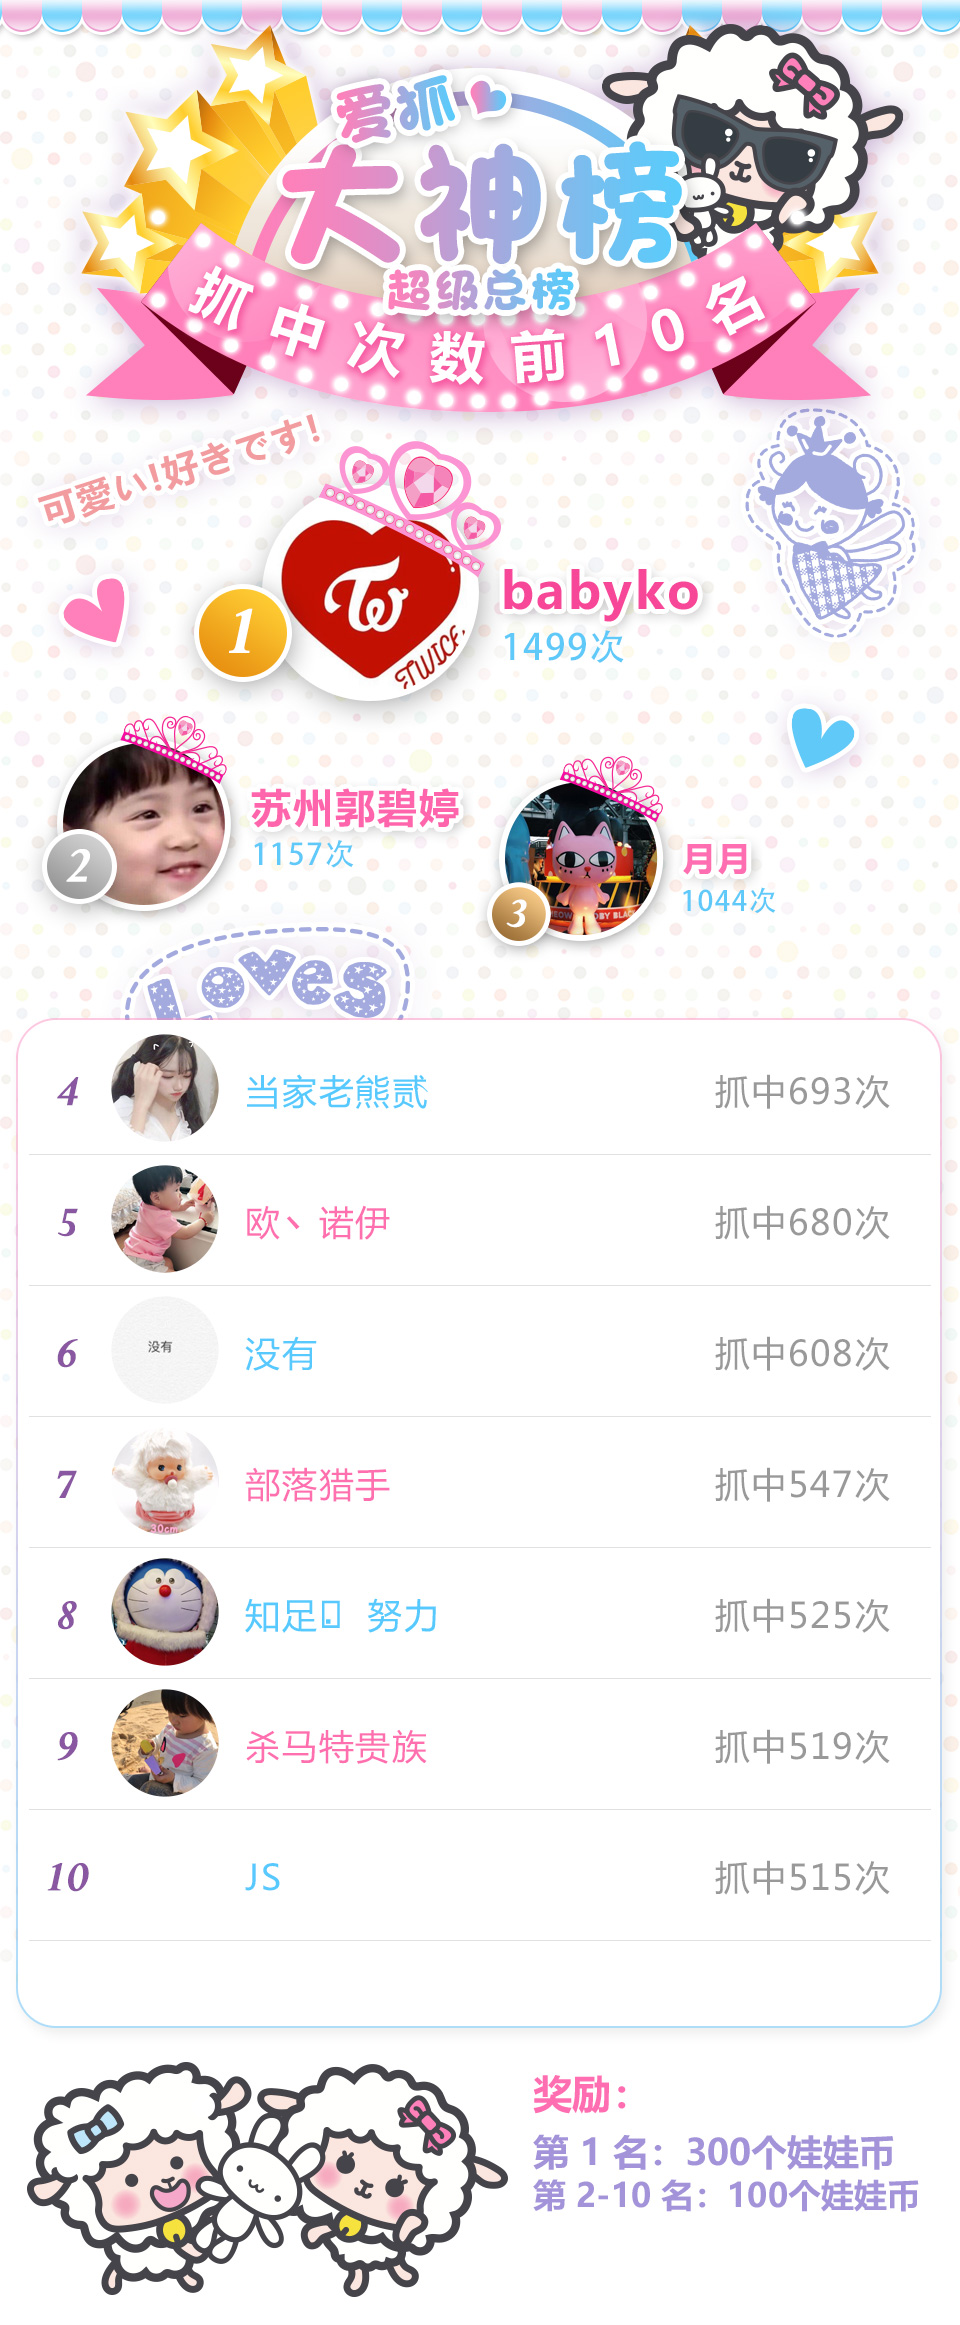 爱抓
大神榜
超级总榜
抓中次数前10名
可愛い!好きです!
TW
TWICE
1
babyko
1499次
2
苏州郭碧婷
1157次
3
月月
1044次
Loves
4 当家老熊贰 抓中693次
5 欧丶诺伊 抓中680次
没有
6 没有 抓中608次
30cm
7 部落猎手 抓中547次
8 知足 努力 抓中525次
9 杀马特贵族 抓中519次
10 JS 抓中515次
奖励：
第 1 名：300个娃娃币
第 2-10 名：100个娃娃币